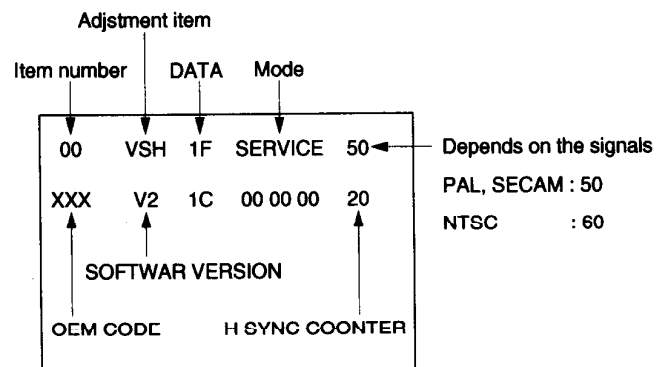 Adjstment item
Item number DATA Mode
00 VSH 1F SERVICE 50 Depends on the signals
XXX V2 1C 00 00 00 20 PAL, SECAM : 50
NTSC : 60
SOFTWAR VERSION
OEM CODE H SYNC COONTER